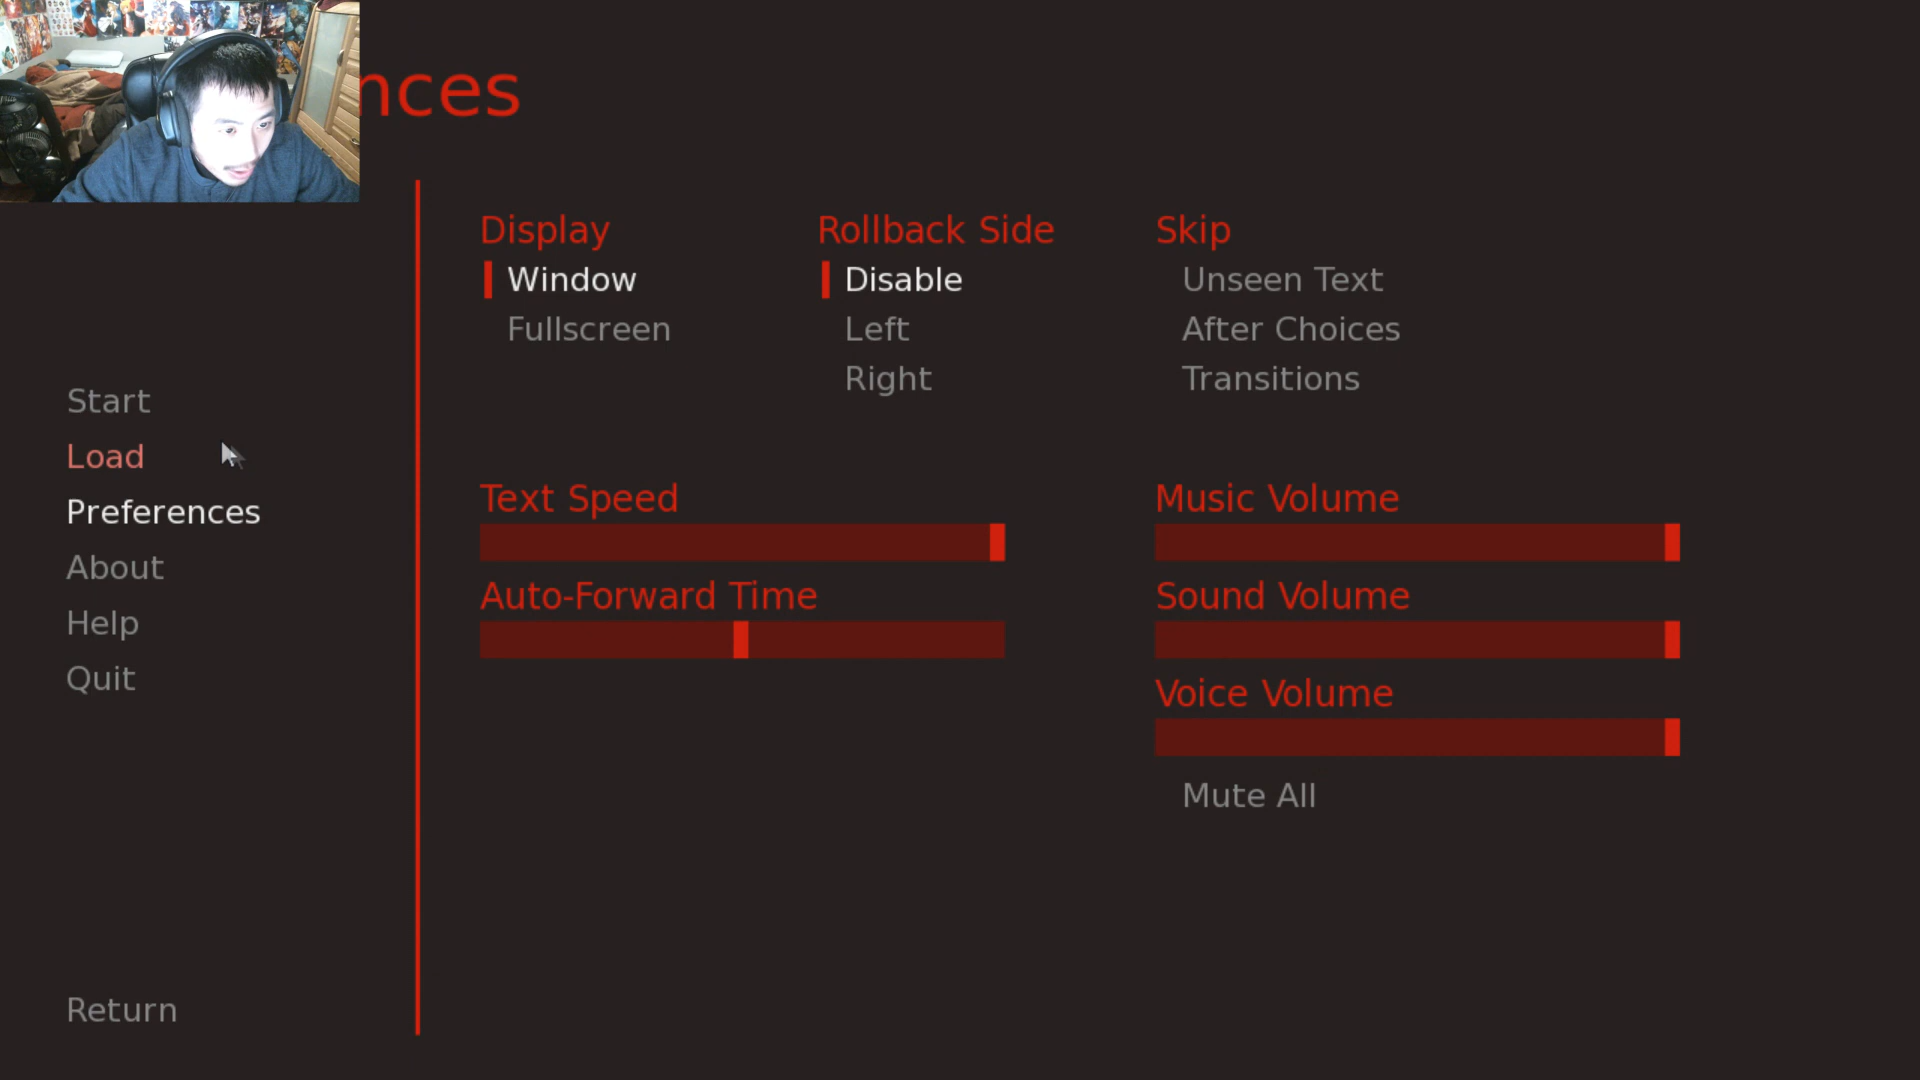 nces
Display
Window
Fullscreen
Rollback Side
Disable
Left
Right
Skip
Unseen Text
After Choices
Transitions
Start
Load
Preferences
About
Help
Quit
Return
Text Speed
Auto-Forward Time
Music Volume
Sound Volume
Voice Volume
Mute All